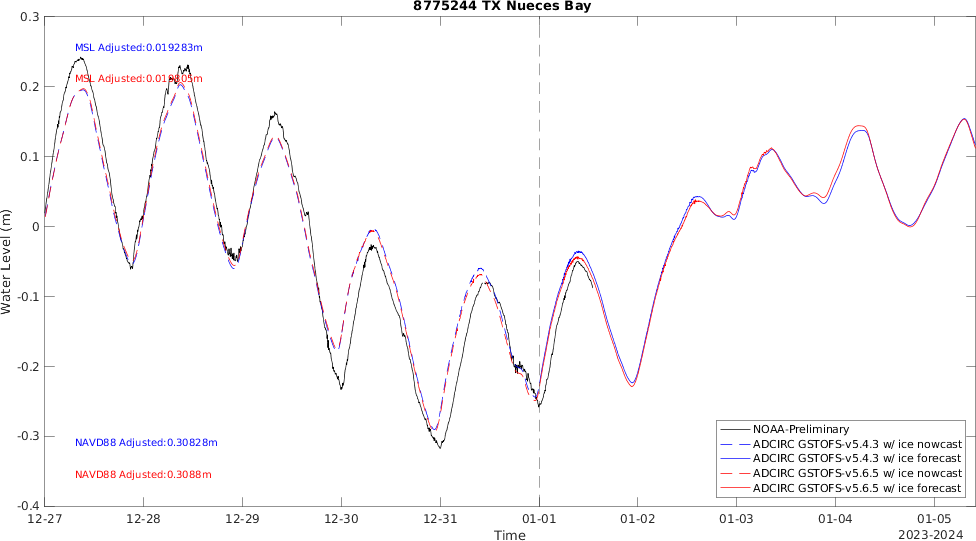 8775244 TX Nueces Bay
0.3
0.2
0.1
0
-0.1
-0.2
-0.3
-0.4
Water Level (m)
MSL Adjusted:0.019283m
MSL Adjusted:
NAVD88 Adjusted:0.30828m
NAVD88 Adjusted:0.3088m
NOAA-Preliminary
ADCIRC GSTOFS-v5.4.3 w/ ice nowcast
ADCIRC GSTOFS-v5.4.3 w/ ice forecast
ADCIRC GSTOFS-v5.6.5 w/ ice nowcast
ADCIRC GSTOFS-v5.6.5 w/ ice forecast
12-27 12-28 12-29 12-30 12-31 01-01 01-02 01-03 01-04 01-05
Time
2023-2024